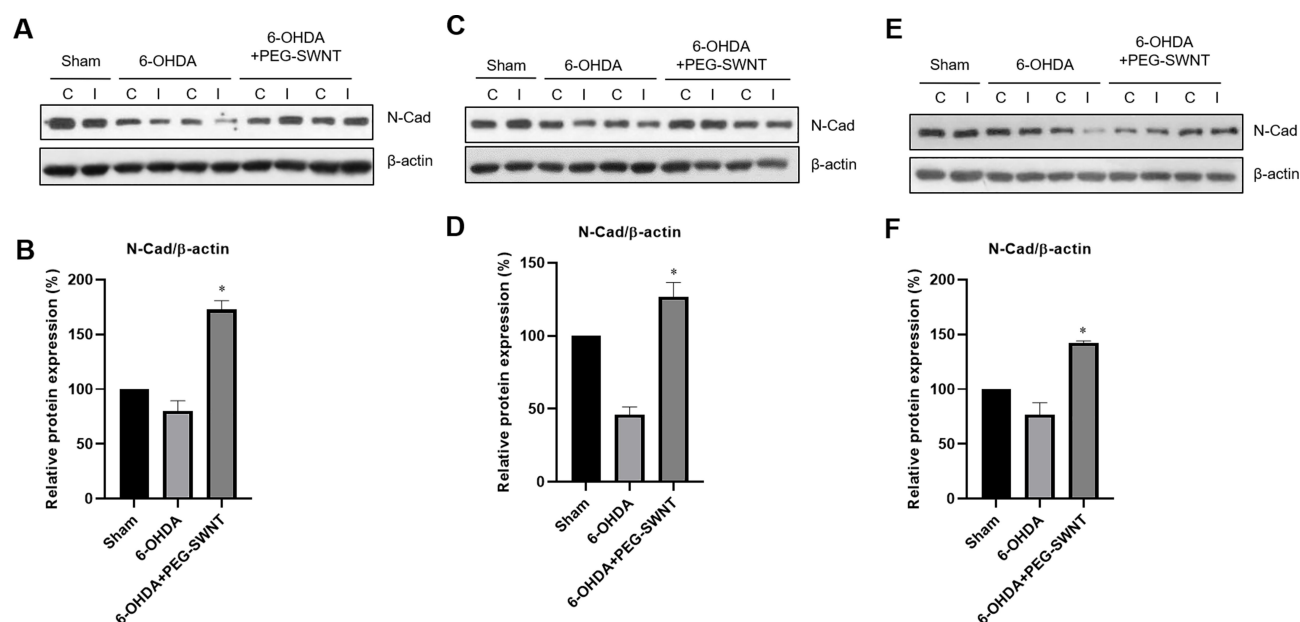 A
Sham
6-OHDA
6-OHDA
+PEG-SWNT
C I C I C I C I C I
N-Cad
β-actin
B
N-Cad/β-actin
Relative protein expression (%)
200
150
100
50
0
*
Sham
6-OHDA
6-OHDA+PEG-SWNT
C
Sham
6-OHDA
6-OHDA
+PEG-SWNT
C I C I C I C I C I
N-Cad
β-actin
D
N-Cad/β-actin
Relative protein expression (%)
150
100
50
0
*
Sham
6-OHDA
6-OHDA+PEG-SWNT
E
Sham
6-OHDA
6-OHDA
+PEG-SWNT
C I C I C I C I C I
N-Cad
β-actin
F
N-Cad/β-actin
Relative protein expression (%)
200
150
100
50
0
*
Sham
6-OHDA
6-OHDA+PEG-SWNT